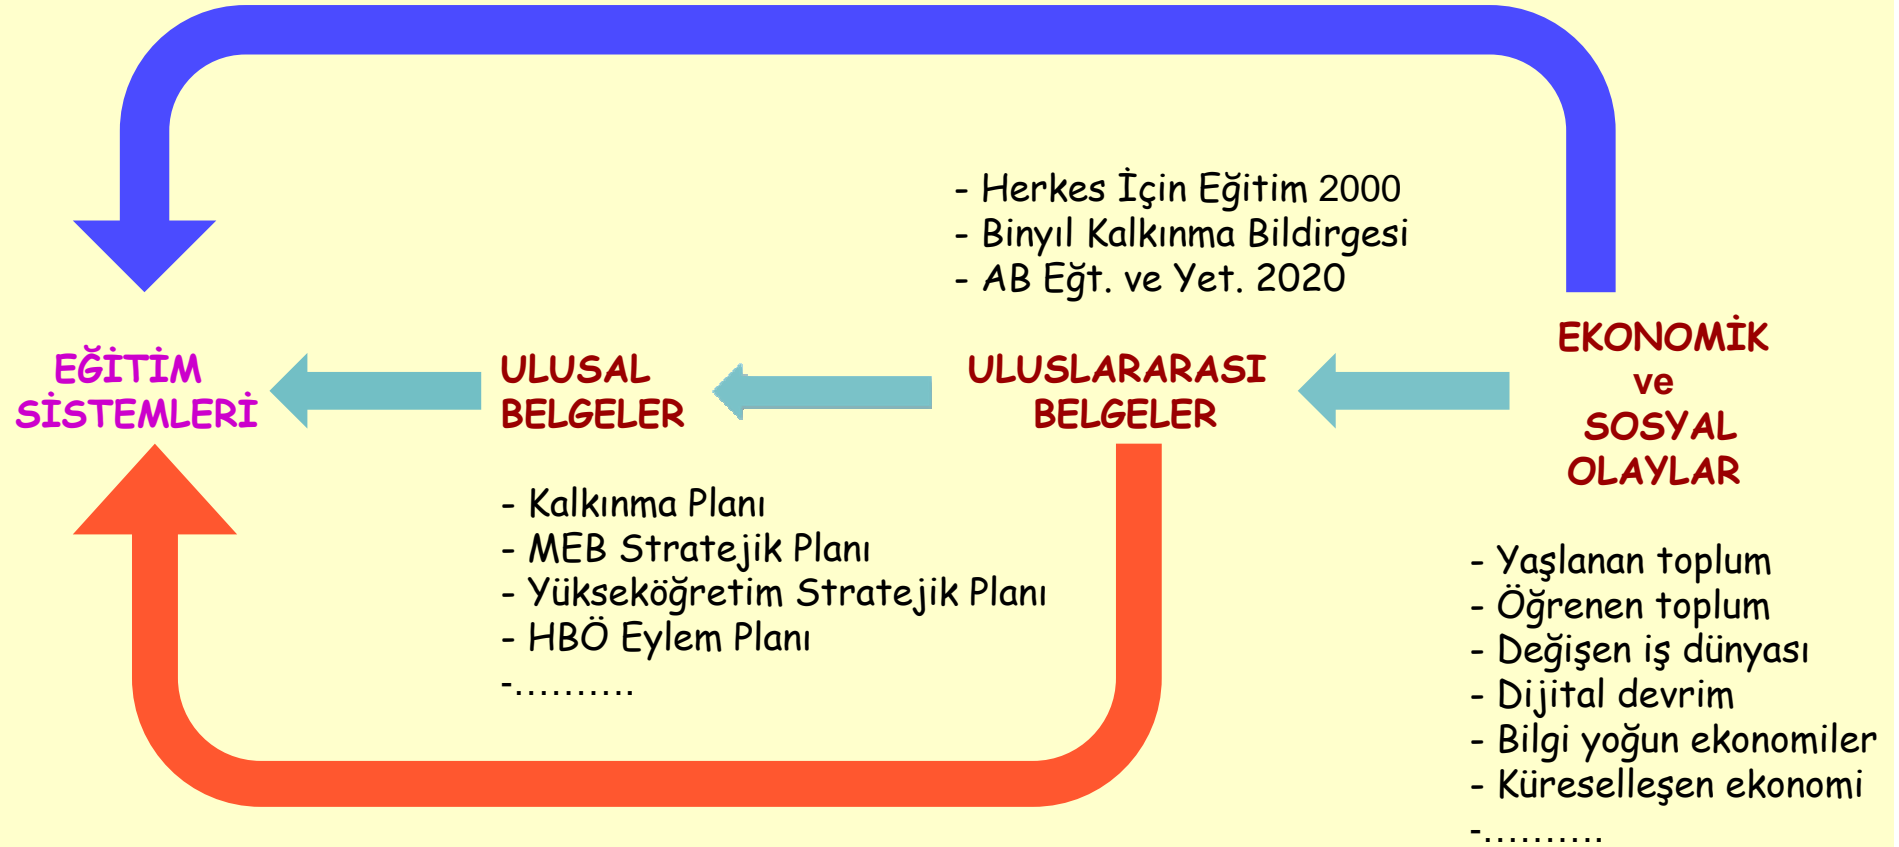 - Herkes İçin Eğitim 2000
- Binyıl Kalkınma Bildirgesi
- AB Eğt. ve Yet. 2020
EĞİTİM
SİSTEMLERİ
ULUSAL
BELGELER
- Kalkınma Planı
- MEB Stratejik Planı
- Yükseköğretim Stratejik Planı
- HBÖ Eylem Planı
-..........
ULUSLARARASI
BELGELER
EKONOMİK
ve
SOSYAL
OLAYLAR
- Yaşlanan toplum
- Öğrenen toplum
- Değişen iş dünyası
- Dijital devrim
- Bilgi yoğun ekonomiler
- Küreselleşen ekonomi
-..........